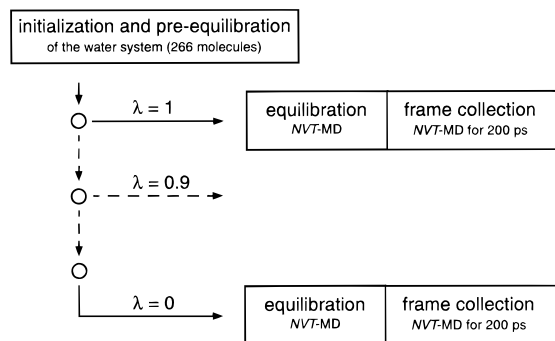 initialization and pre-equilibration
of the water system (266 molecules)
λ = 1
equilibration
NVT-MD
frame collection
NVT-MD for 200 ps
λ = 0.9
λ = 0
equilibration
NVT-MD
frame collection
NVT-MD for 200 ps